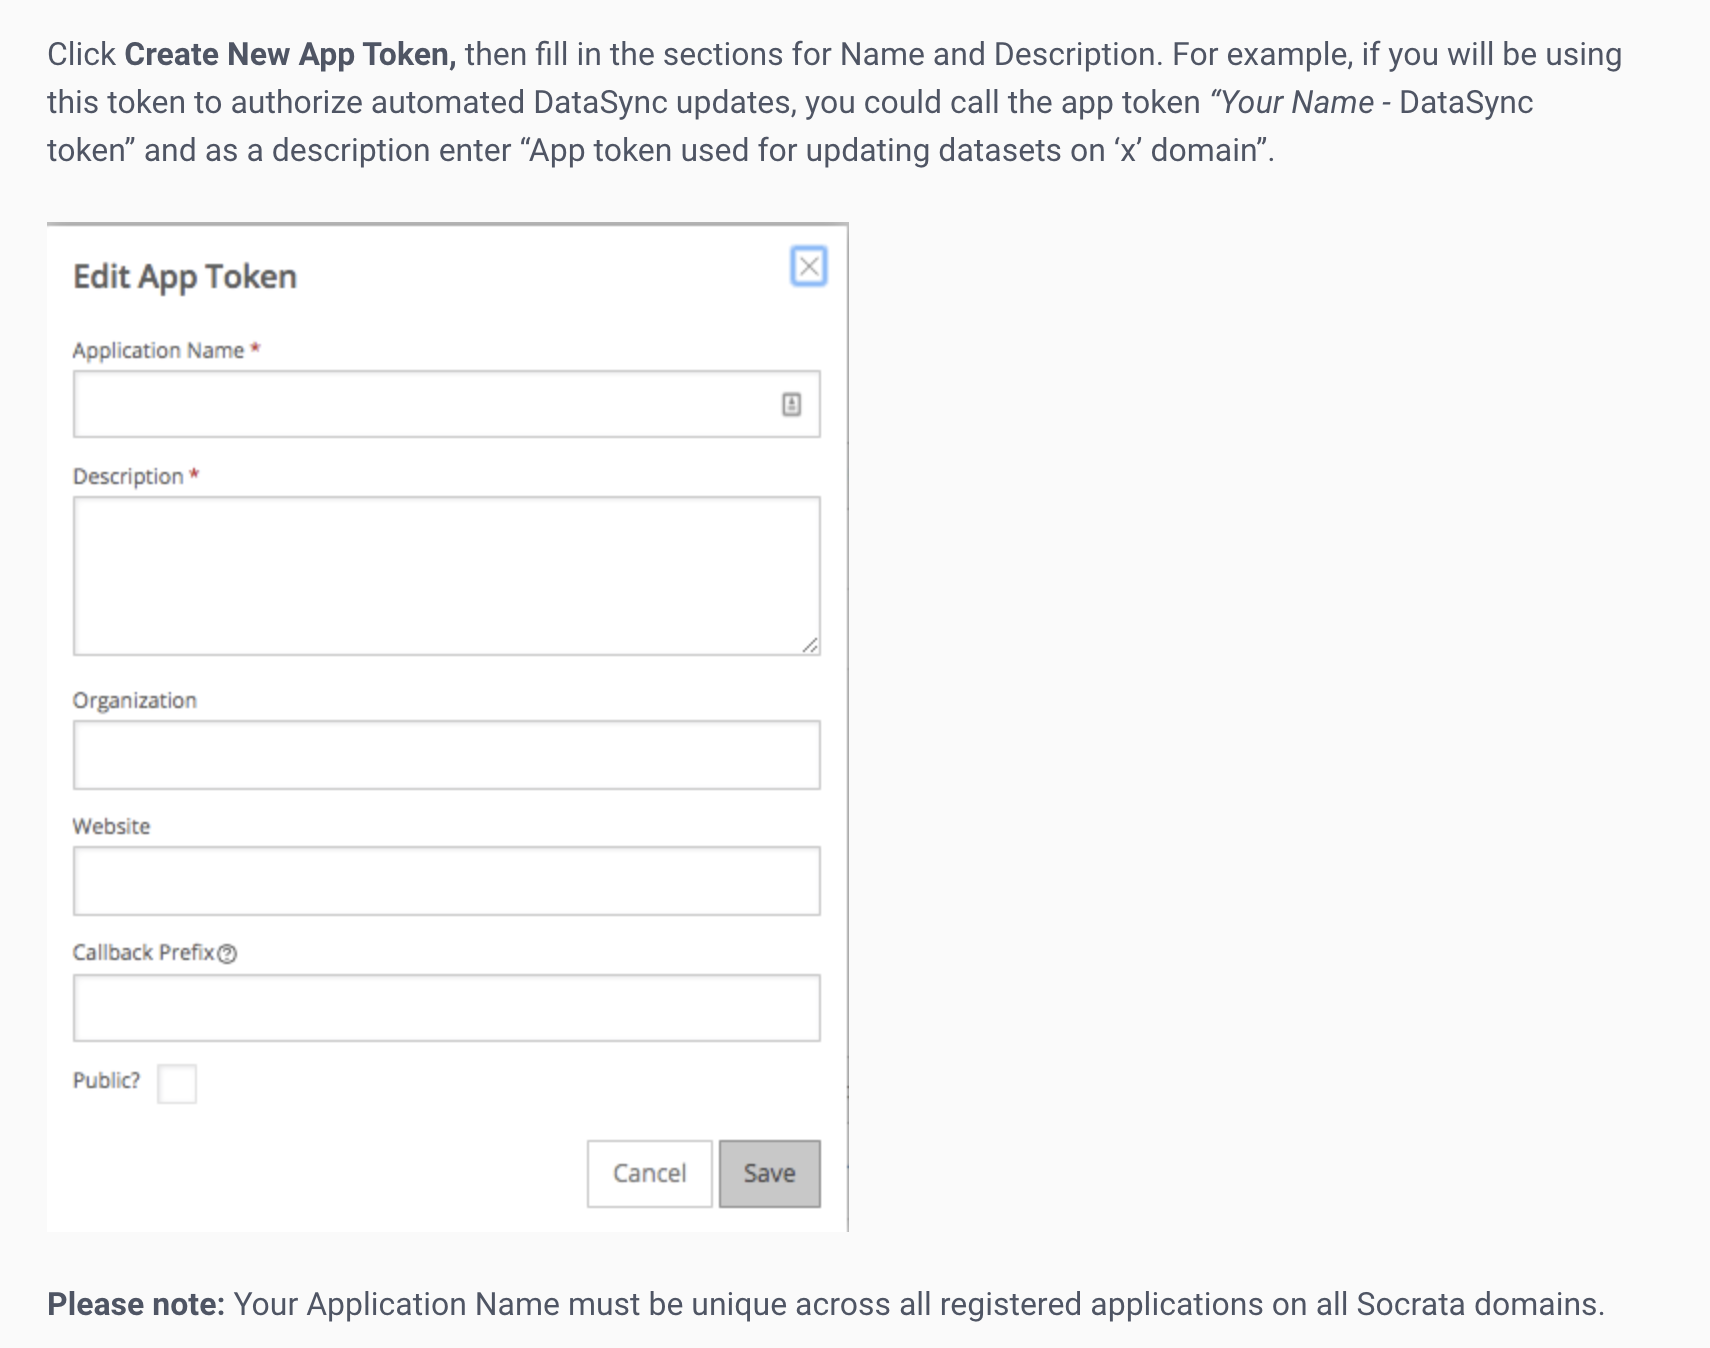 Click Create New App Token, then fill in the sections for Name and Description. For example, if you will be using
this token to authorize automated DataSync updates, you could call the app token “Your Name - DataSync
token” and as a description enter “App token used for updating datasets on ‘x’ domain”.
Edit App Token
Application Name *
Description *
Organization
Website
Callback Prefix?
Public?
Cancel Save
Please note: Your Application Name must be unique across all registered applications on all Socrata domains.